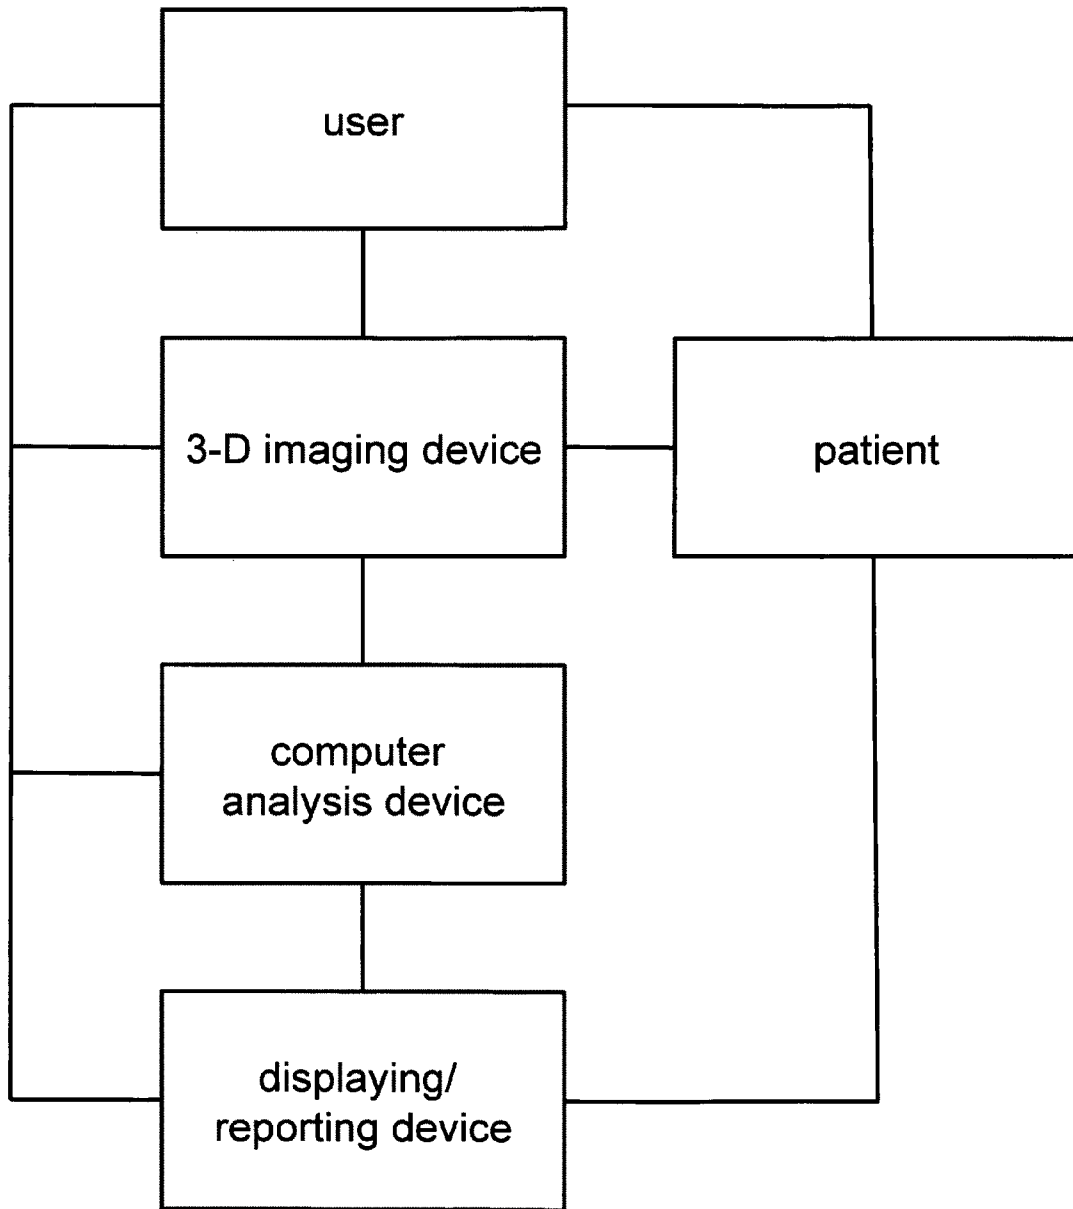 user
3-D imaging device
patient
computer
analysis device
displaying/
reporting device